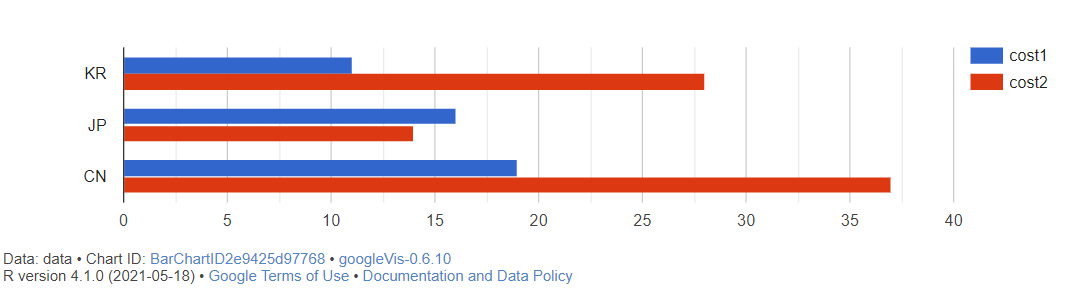 cost1
cost2
KR
JP
CN
0 5 10 15 20 25 30 35 40
Data: data • Chart ID: BarChartID2e9425d97768 • googleVis-0.6.10
R version 4.1.0 (2021-05-18) • Google Terms of Use • Documentation and Data Policy